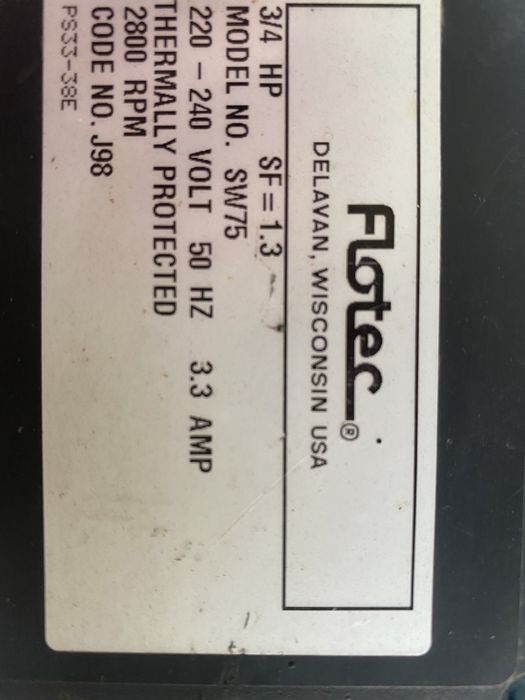 Flotec®
DELAVAN, WISCONSIN USA
3/4 HP SF = 1.3
MODEL NO. SW75
220 - 240 VOLT 50 HZ 3.3 AMP
THERMALLY PROTECTED
2800 RPM
CODE NO. J98
PS33-38E